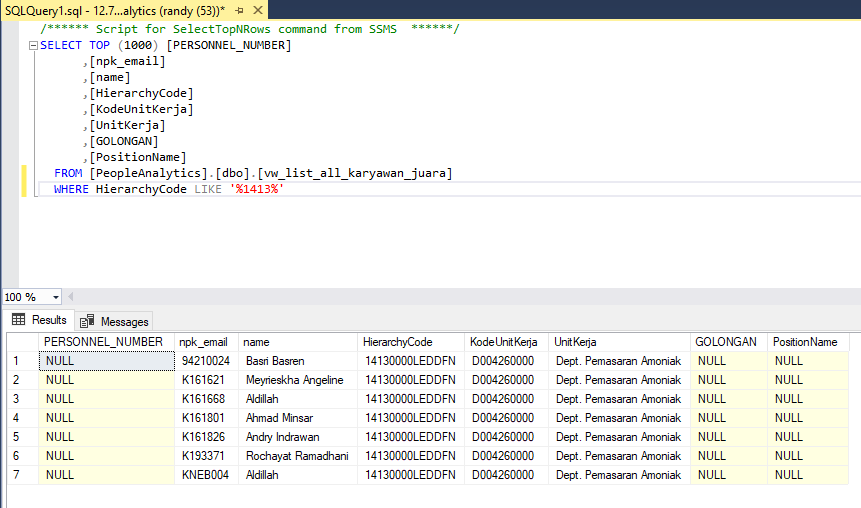 SQLQuery1.sql - 12.7...alytics (randy (53))*
/****** Script for SelectTopNRows command from SSMS ******/
SELECT TOP (1000) [PERSONNEL_NUMBER]
,[npk_email]
,[name]
,[HierarchyCode]
,[KodeUnitKerja]
,[UnitKerja]
,[GOLONGAN]
,[PositionName]
FROM [PeopleAnalytics].[dbo].[vw_list_all_karyawan_juara]
WHERE HierarchyCode LIKE '%1413%'
100 %
Results Messages
PERSONNEL_NUMBER npk_email name HierarchyCode KodeUnitKerja UnitKerja GOLONGAN PositionName
1 NULL 94210024 Basri Basren 14130000LEDDFN D004260000 Dept. Pemasaran Amoniak NULL NULL
2 NULL K161621 Meyrieskha Angeline 14130000LEDDFN D004260000 Dept. Pemasaran Amoniak NULL NULL
3 NULL K161668 Aldillah 14130000LEDDFN D004260000 Dept. Pemasaran Amoniak NULL NULL
4 NULL K161801 Ahmad Minsar 14130000LEDDFN D004260000 Dept. Pemasaran Amoniak NULL NULL
5 NULL K161826 Andry Indrawan 14130000LEDDFN D004260000 Dept. Pemasaran Amoniak NULL NULL
6 NULL K193371 Rochayat Ramadhani 14130000LEDDFN D004260000 Dept. Pemasaran Amoniak NULL NULL
7 NULL KNEB004 Aldillah 14130000LEDDFN D004260000 Dept. Pemasaran Amoniak NULL NULL